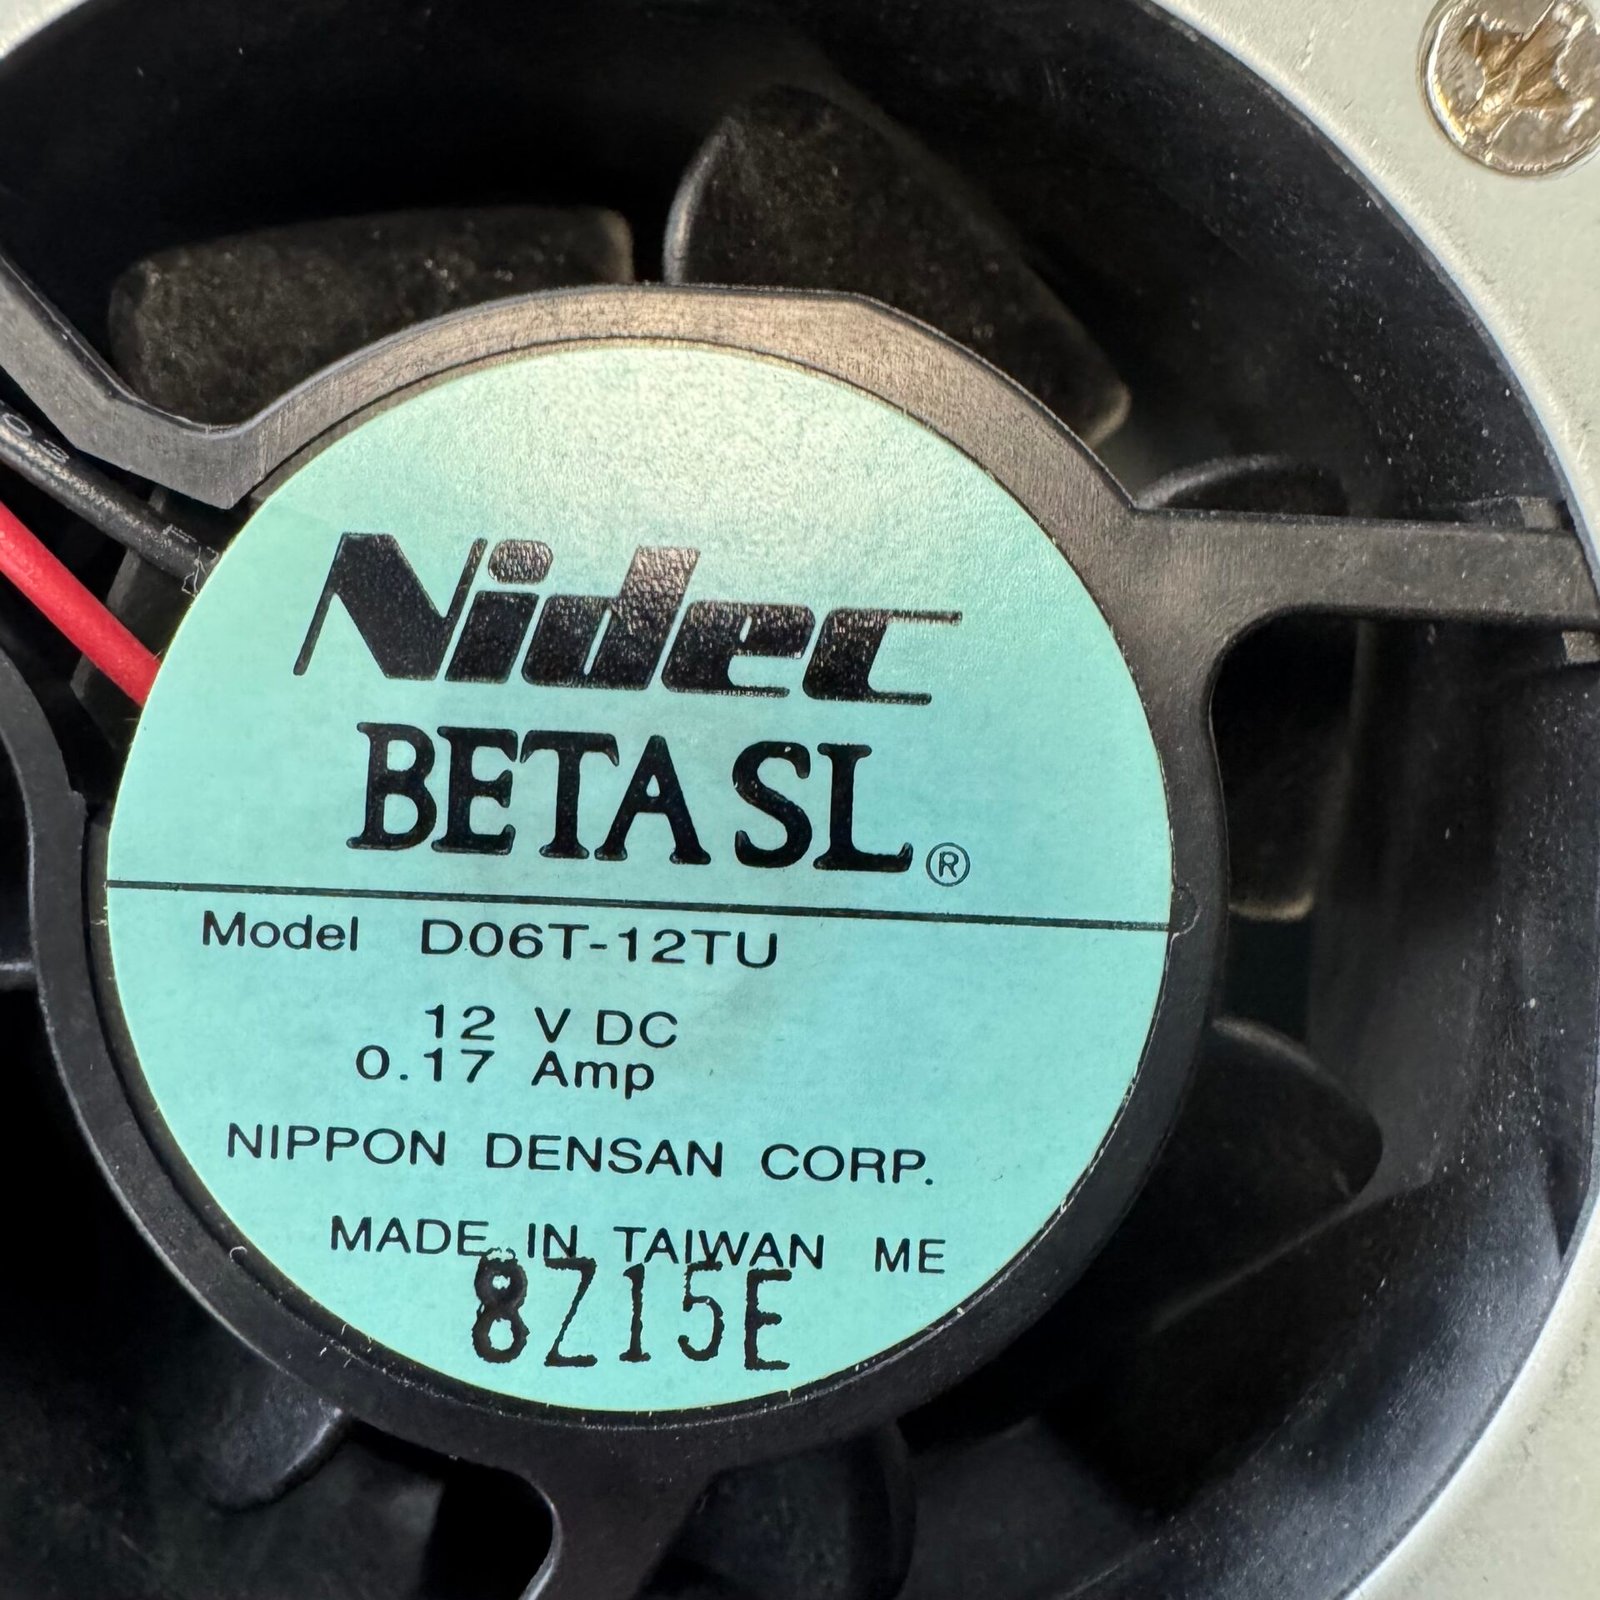 Nidec
BETA SL®
Model D06T-12TU
12 V DC
0.17 Amp
NIPPON DENSAN CORP.
MADE IN TAIWAN ME
8Z15E